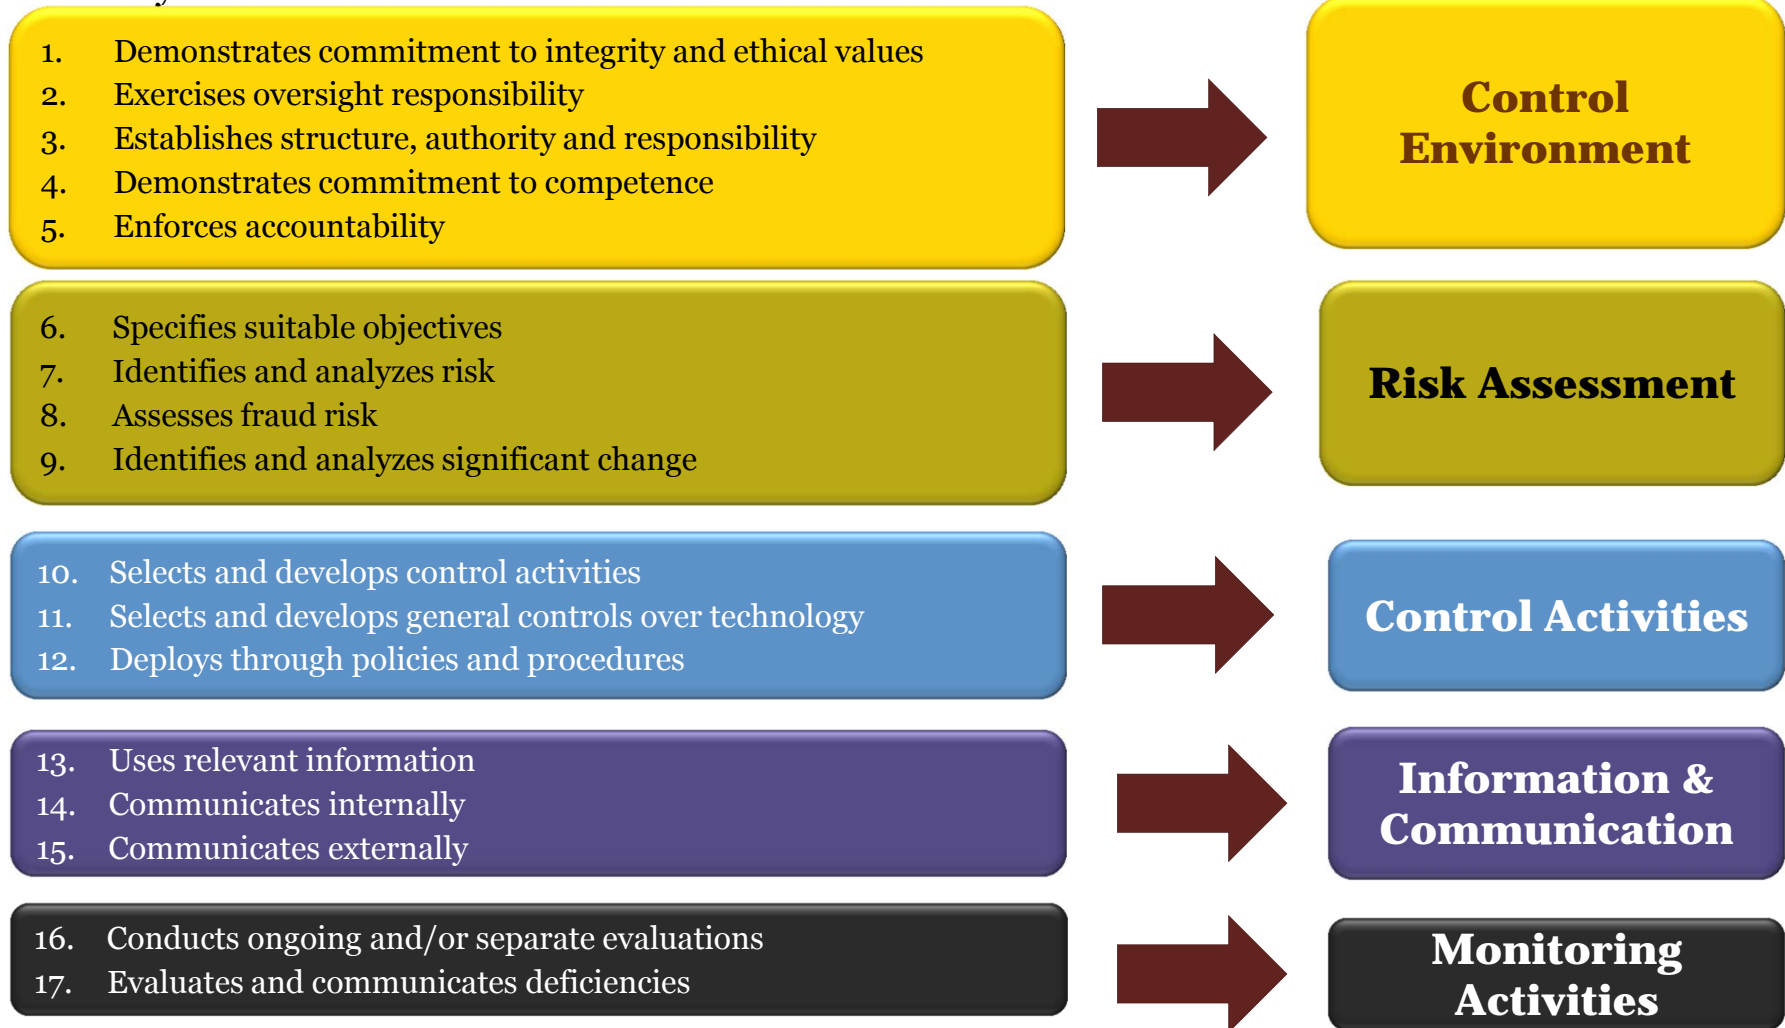 1. Demonstrates commitment to integrity and ethical values
2. Exercises oversight responsibility
3. Establishes structure, authority and responsibility
4. Demonstrates commitment to competence
5. Enforces accountability
Control
Environment
6. Specifies suitable objectives
7. Identifies and analyzes risk
8. Assesses fraud risk
9. Identifies and analyzes significant change
Risk Assessment
10. Selects and develops control activities
11. Selects and develops general controls over technology
12. Deploys through policies and procedures
Control Activities
13. Uses relevant information
14. Communicates internally
15. Communicates externally
Information &
Communication
16. Conducts ongoing and/or separate evaluations
17. Evaluates and communicates deficiencies
Monitoring
Activities